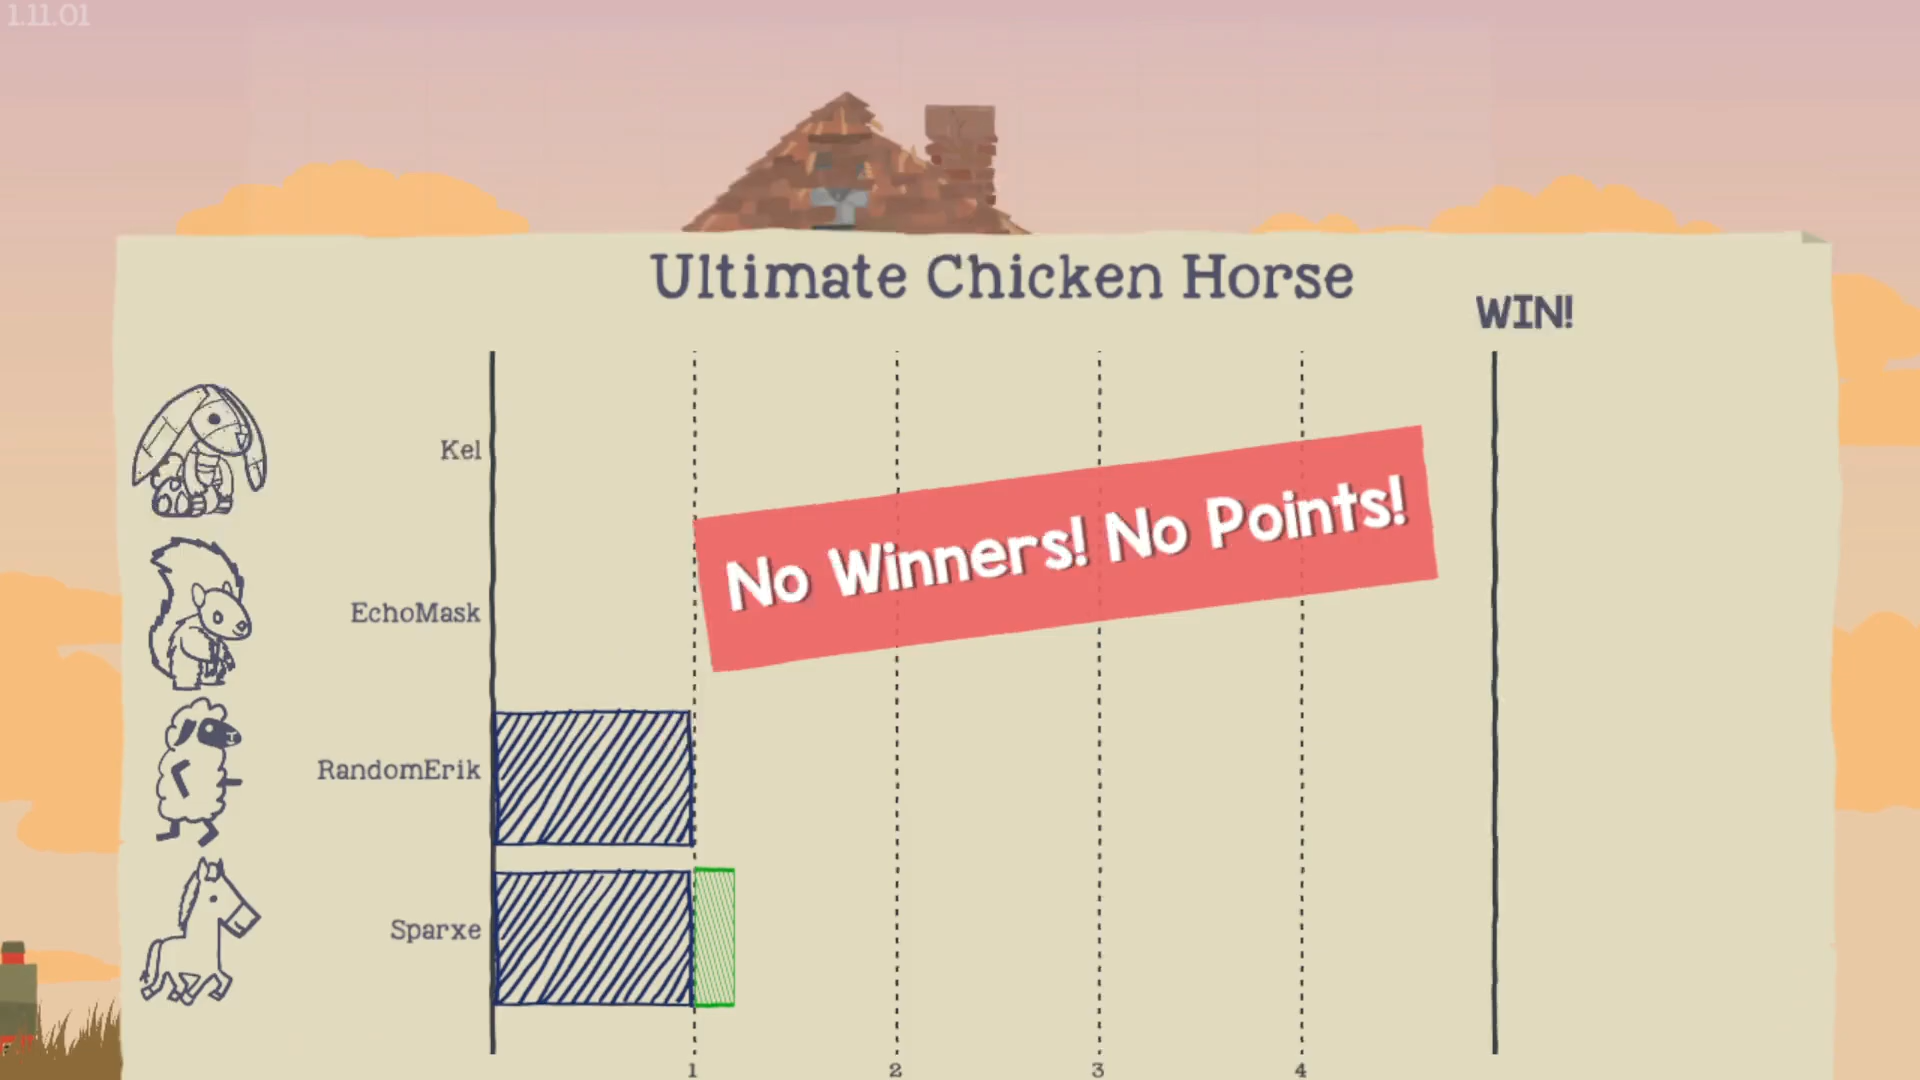 1.11.01
Ultimate Chicken Horse
WIN!
Kel
No Winners! No Points!
EchoMask
RandomErik
Sparxe
1 2 3 4